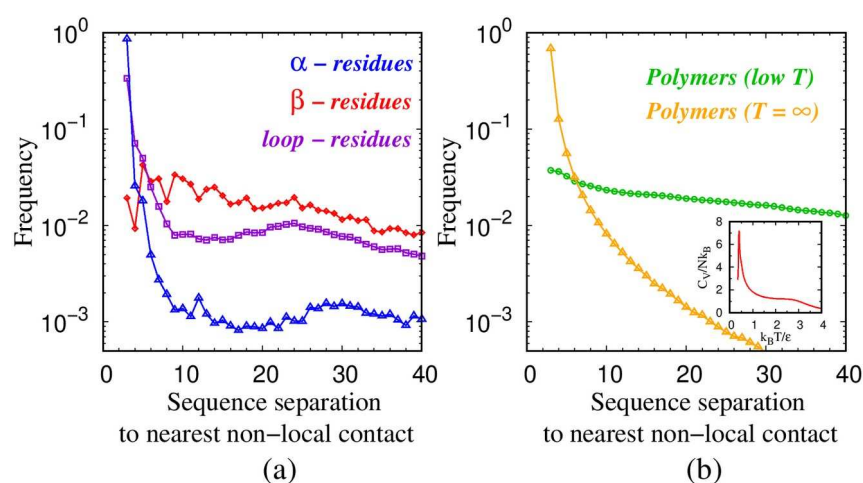 10^0
10^-1
10^-2
10^-3
Frequency
α – residues
β – residues
loop – residues
0 10 20 30 40
Sequence separation
to nearest non–local contact
(a)
10^0
10^-1
10^-2
10^-3
Frequency
Polymers (low T)
Polymers (T = ∞)
8
6
4
2
0
C_V/Nk_B
0 1 2 3 4
k_BT/ε
0 10 20 30 40
Sequence separation
to nearest non–local contact
(b)